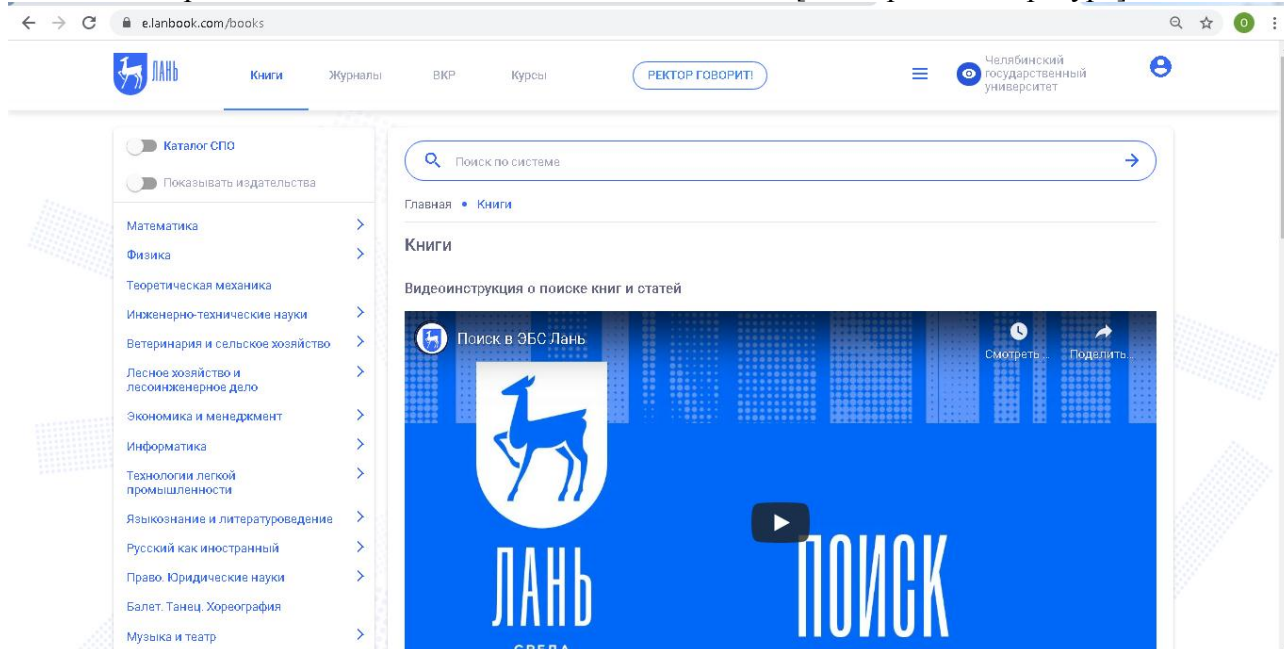 e.lanbook.com/books
О
ЛАНЬ
Книги
Журналы
ВКР
Курсы
РЕКТОР ГОВОРИТ!
Челябинский
государственный
университет
Каталог СПО
Показывать издательства
Математика
Физика
Теоретическая механика
Инженерно-технические науки
Ветеринария и сельское хозяйство
Лесное хозяйство и
лесоинженерное дело
Экономика и менеджмент
Информатика
Технологии легкой
промышленности
Языкознание и литературоведение
Русский как иностранный
Право. Юридические науки
Балет. Танец. Хореография
Музыка и театр
Поиск по системе
Главная • Книги
Книги
Видеоинструкция о поиске книг и статей
Поиск в ЭБС Лань
Смотреть ...
Поделить...
ЛАНЬ
ПОИСК
СРЕДА